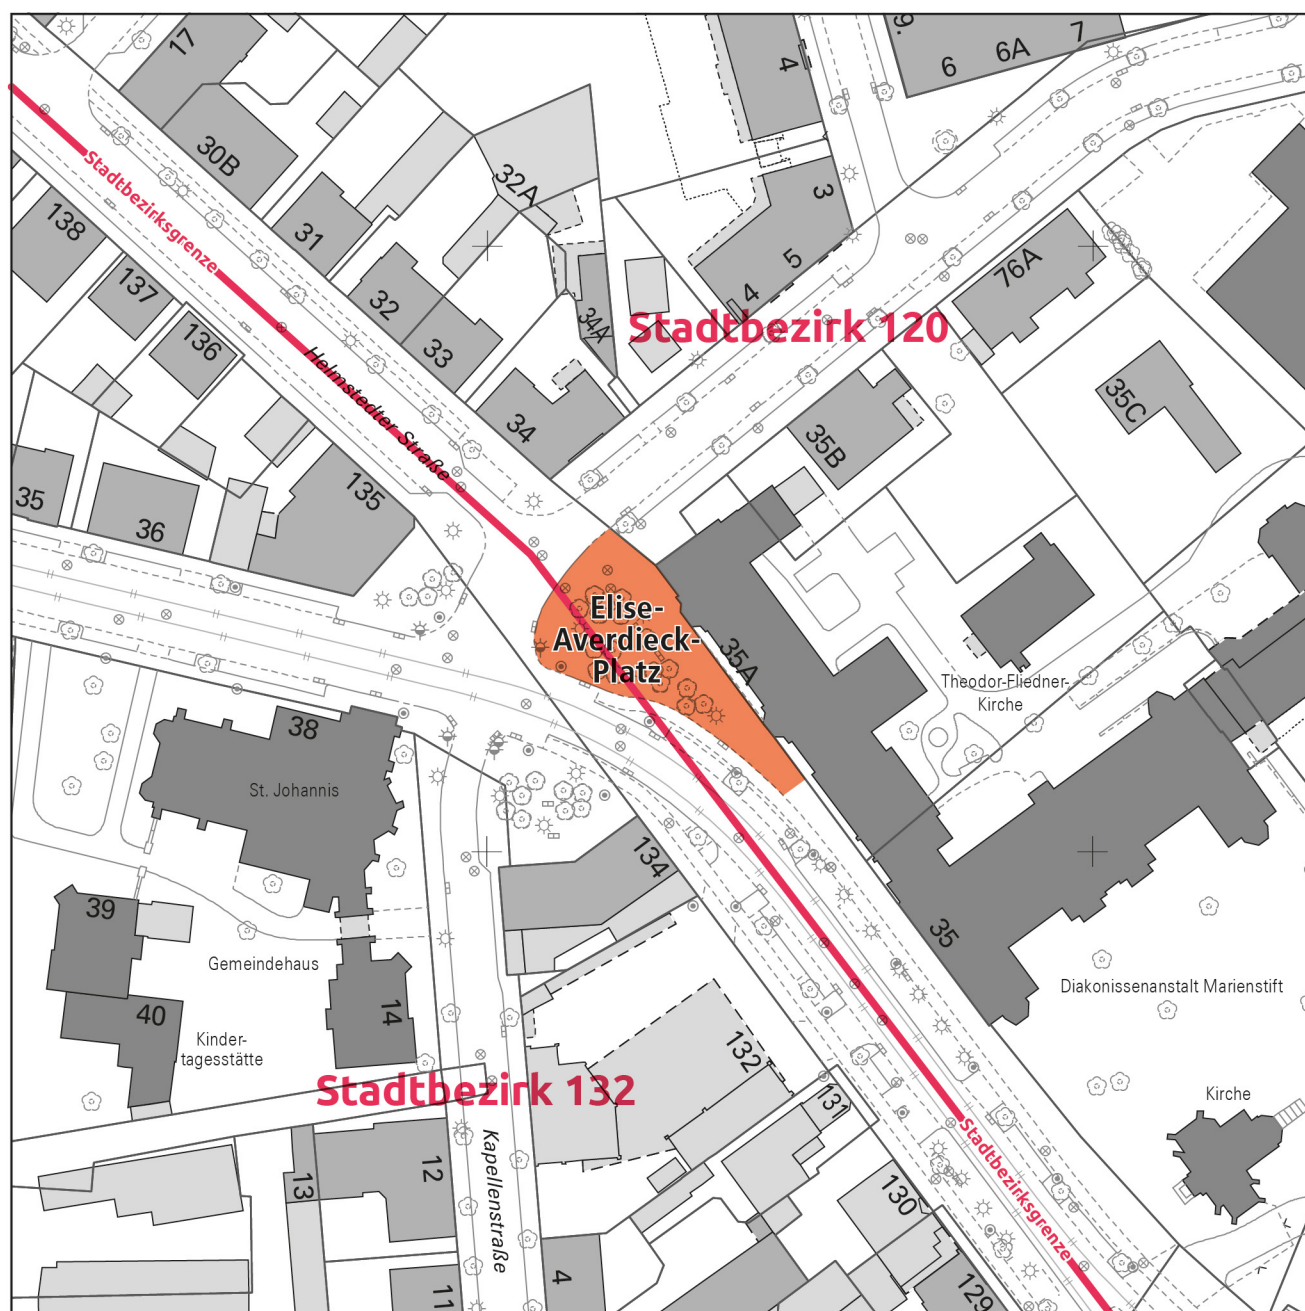 17
4
9.
6
6A
7
30B
32A
3
Stadtbezirksgrenze
138
31
5
76A
137
32
4
34A
Stadtbezirk 120
136
33
Helmstedter Straße
35C
34
35B
135
35
36
Elise-
Averdieck-
Platz
35A
Theodor-Fliedner-
Kirche
38
St. Johannis
134
39
35
Gemeindehaus
Diakonissenanstalt Marienstift
40
14
Kinder-
tagesstätte
132
Stadtbezirk 132
131
Kirche
Stadtbezirksgrenze
Kapellenstraße
12
13
130
4
11
129